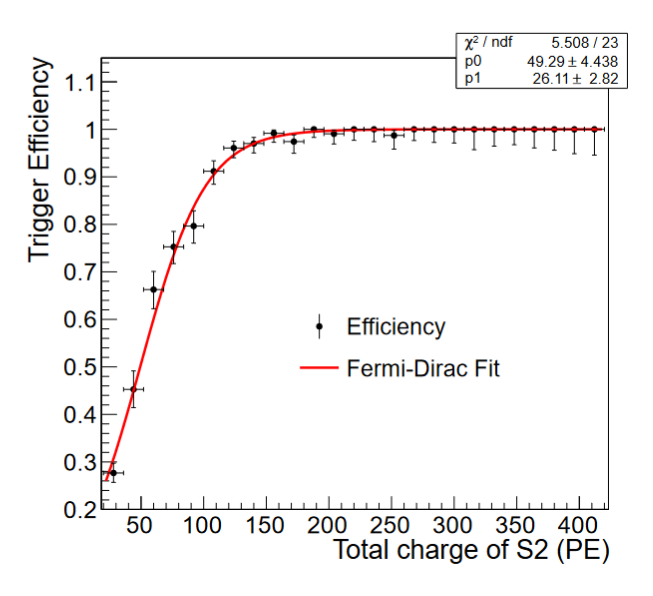 χ² / ndf 5.508 / 23
p0 49.29 ± 4.438
p1 26.11 ± 2.82
Trigger Efficiency
1.1
1
0.9
0.8
0.7
0.6
0.5
0.4
0.3
0.2
Efficiency
Fermi-Dirac Fit
50 100 150 200 250 300 350 400
Total charge of S2 (PE)